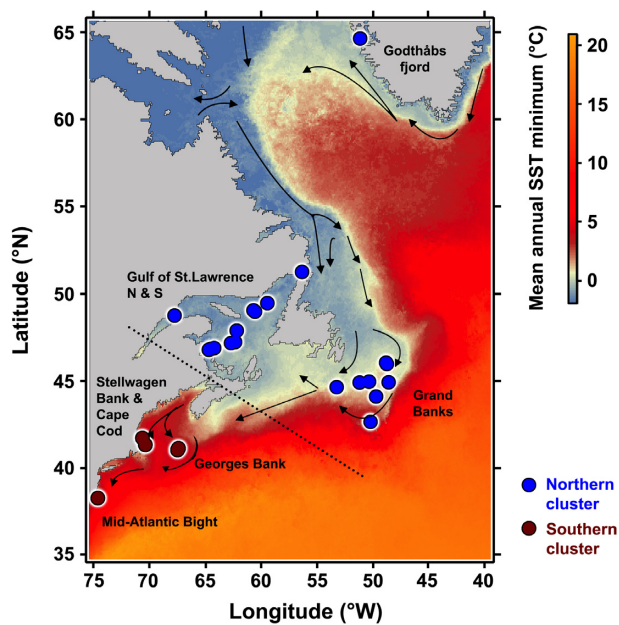 65
60
55
50
45
40
35
Latitude (°N)
75
70
65
60
55
50
45
40
Longitude (°W)
Godthåbs
fjord
Gulf of St.Lawrence
N & S
Stellwagen
Bank &
Cape
Cod
Georges Bank
Mid-Atlantic Bight
Grand
Banks
Mean annual SST minimum (°C)
20
15
10
5
0
Northern
cluster
Southern
cluster